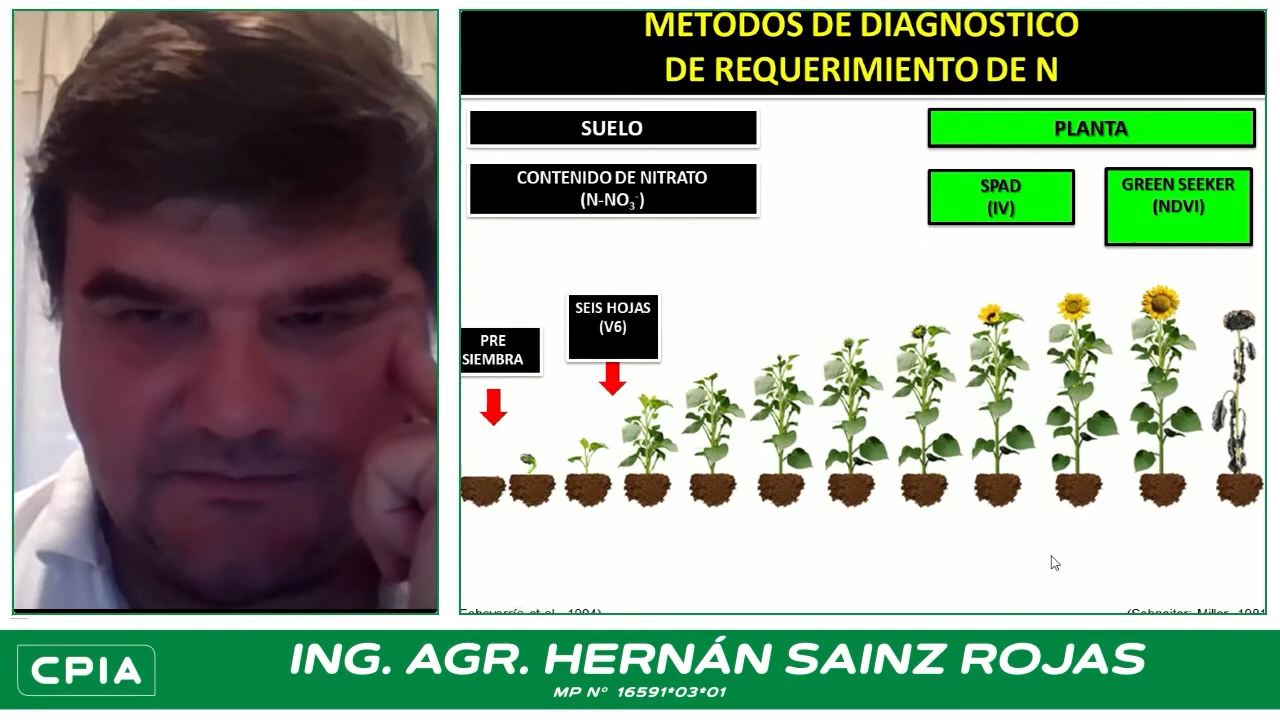 METODOS DE DIAGNOSTICO
DE REQUERIMIENTO DE N
SUELO
PLANTA
CONTENIDO DE NITRATO
(N-NO₃⁻)
SPAD
(IV)
GREEN SEEKER
(NDVI)
SEIS HOJAS
(V6)
PRE
SIEMBRA
CPIA
ING. AGR. HERNÁN SAINZ ROJAS
MP Nº 16591*03*01